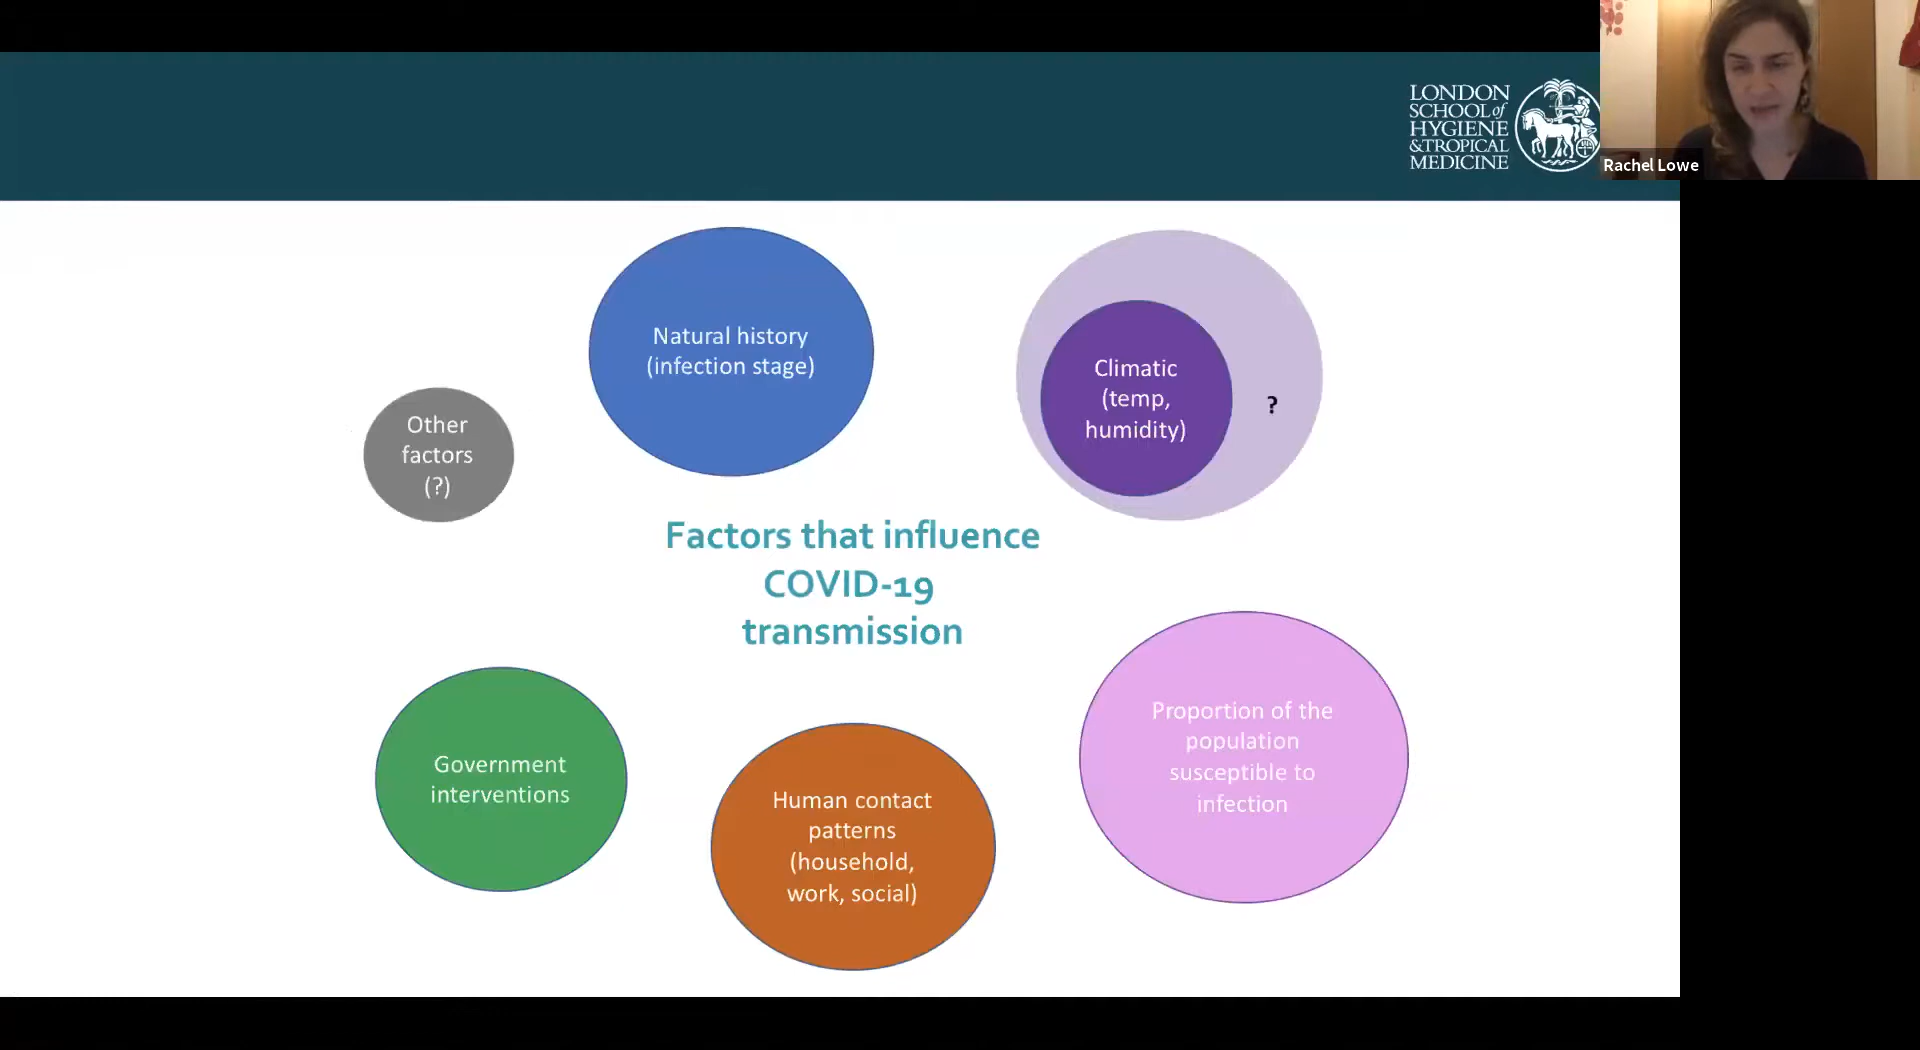 LONDON
SCHOOL of
HYGIENE
& TROPICAL
MEDICINE
Rachel Lowe
Natural history
(infection stage)
Climatic
(temp,
humidity)
?
Other
factors
(?)
Factors that influence
COVID-19
transmission
Government
interventions
Human contact
patterns
(household,
work, social)
Proportion of the
population
susceptible to
infection